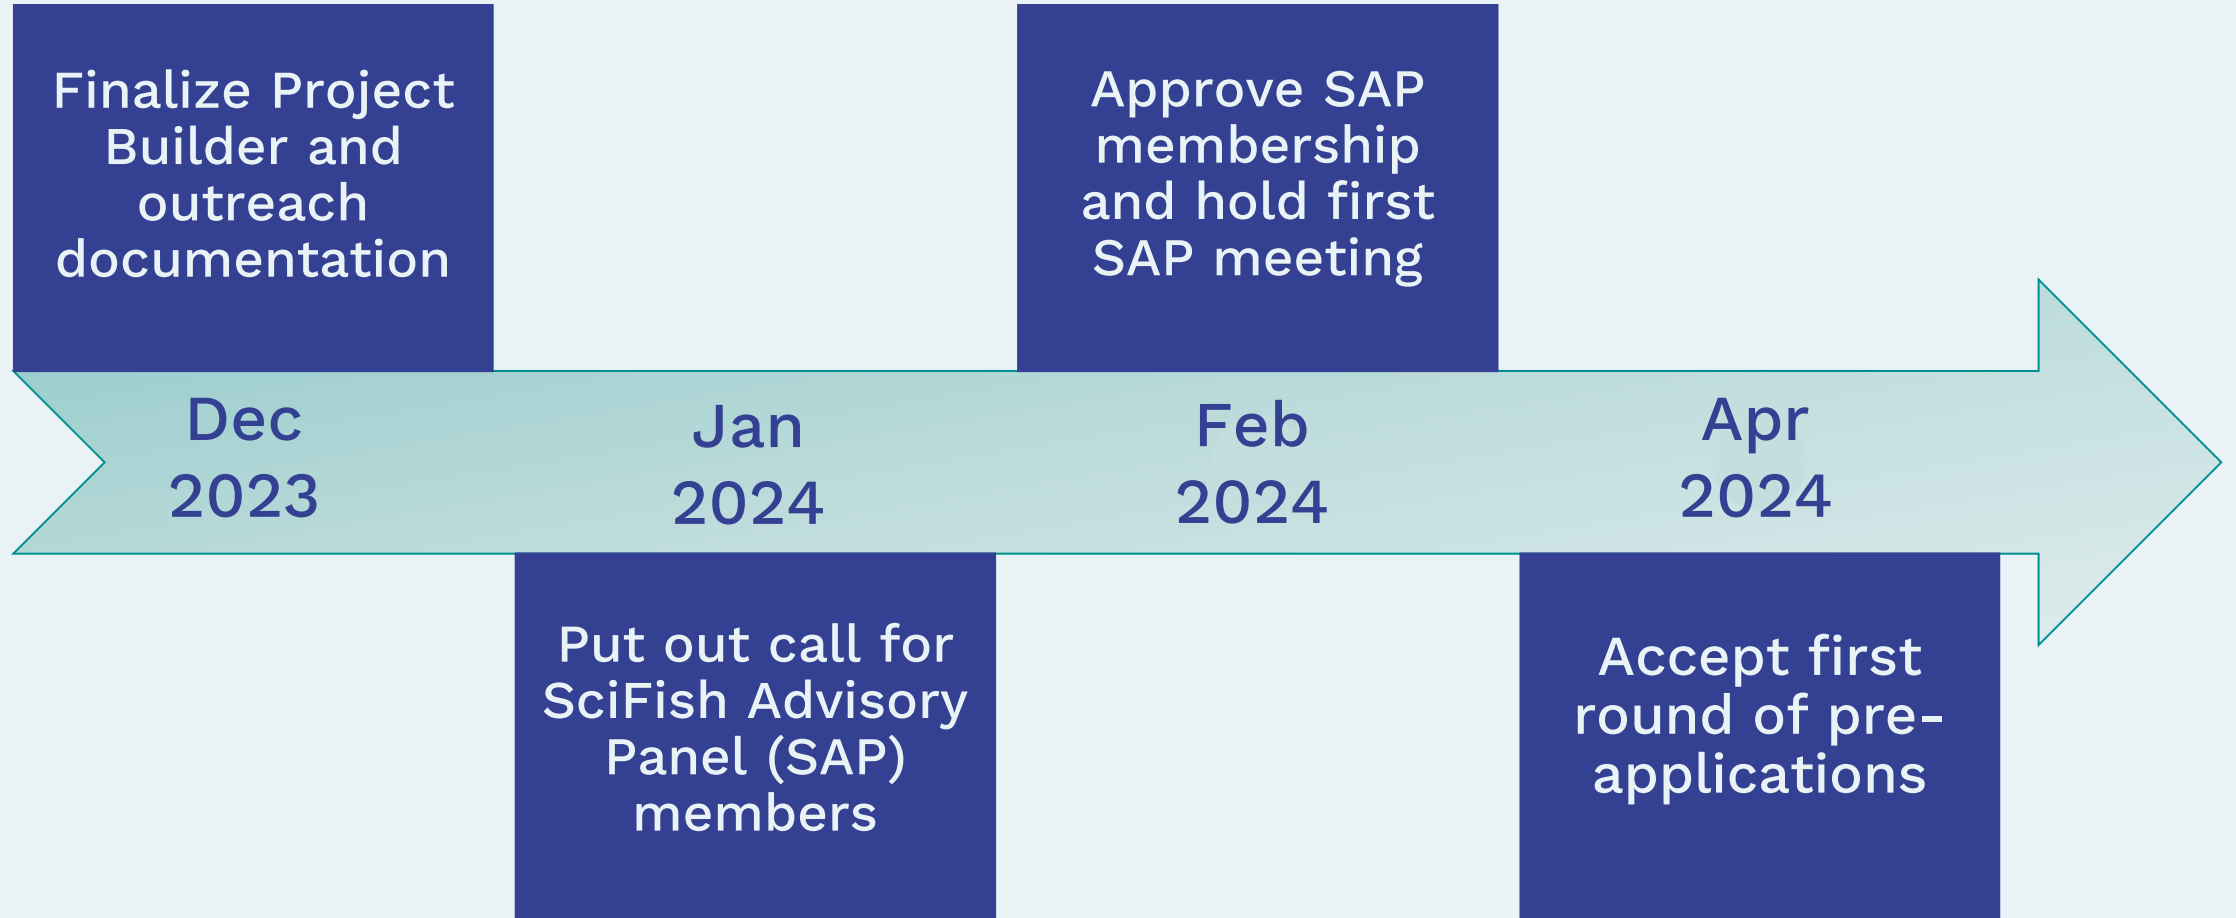 Finalize Project
Builder and
outreach
documentation
Approve SAP
membership
and hold first
SAP meeting
Dec
2023
Jan
2024
Feb
2024
Apr
2024
Put out call for
SciFish Advisory
Panel (SAP)
members
Accept first
round of pre-
applications